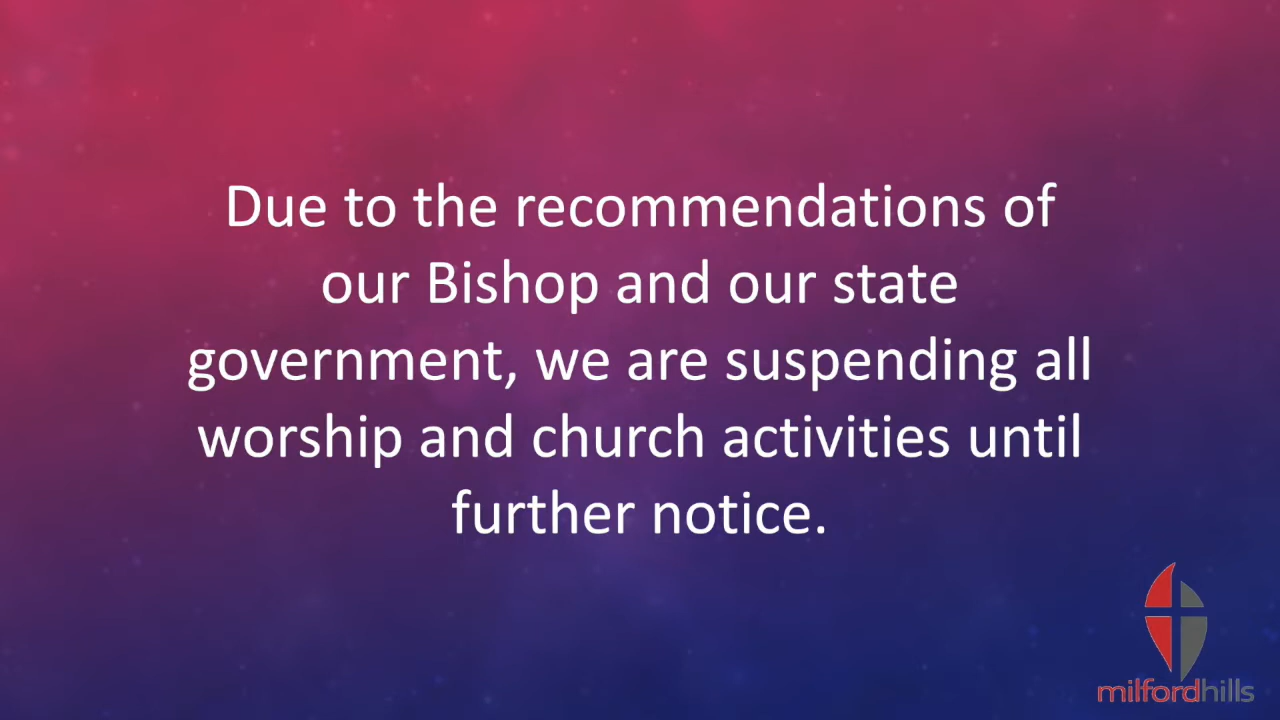 Due to the recommendations of
our Bishop and our state
government, we are suspending all
worship and church activities until
further notice.
milfordhills